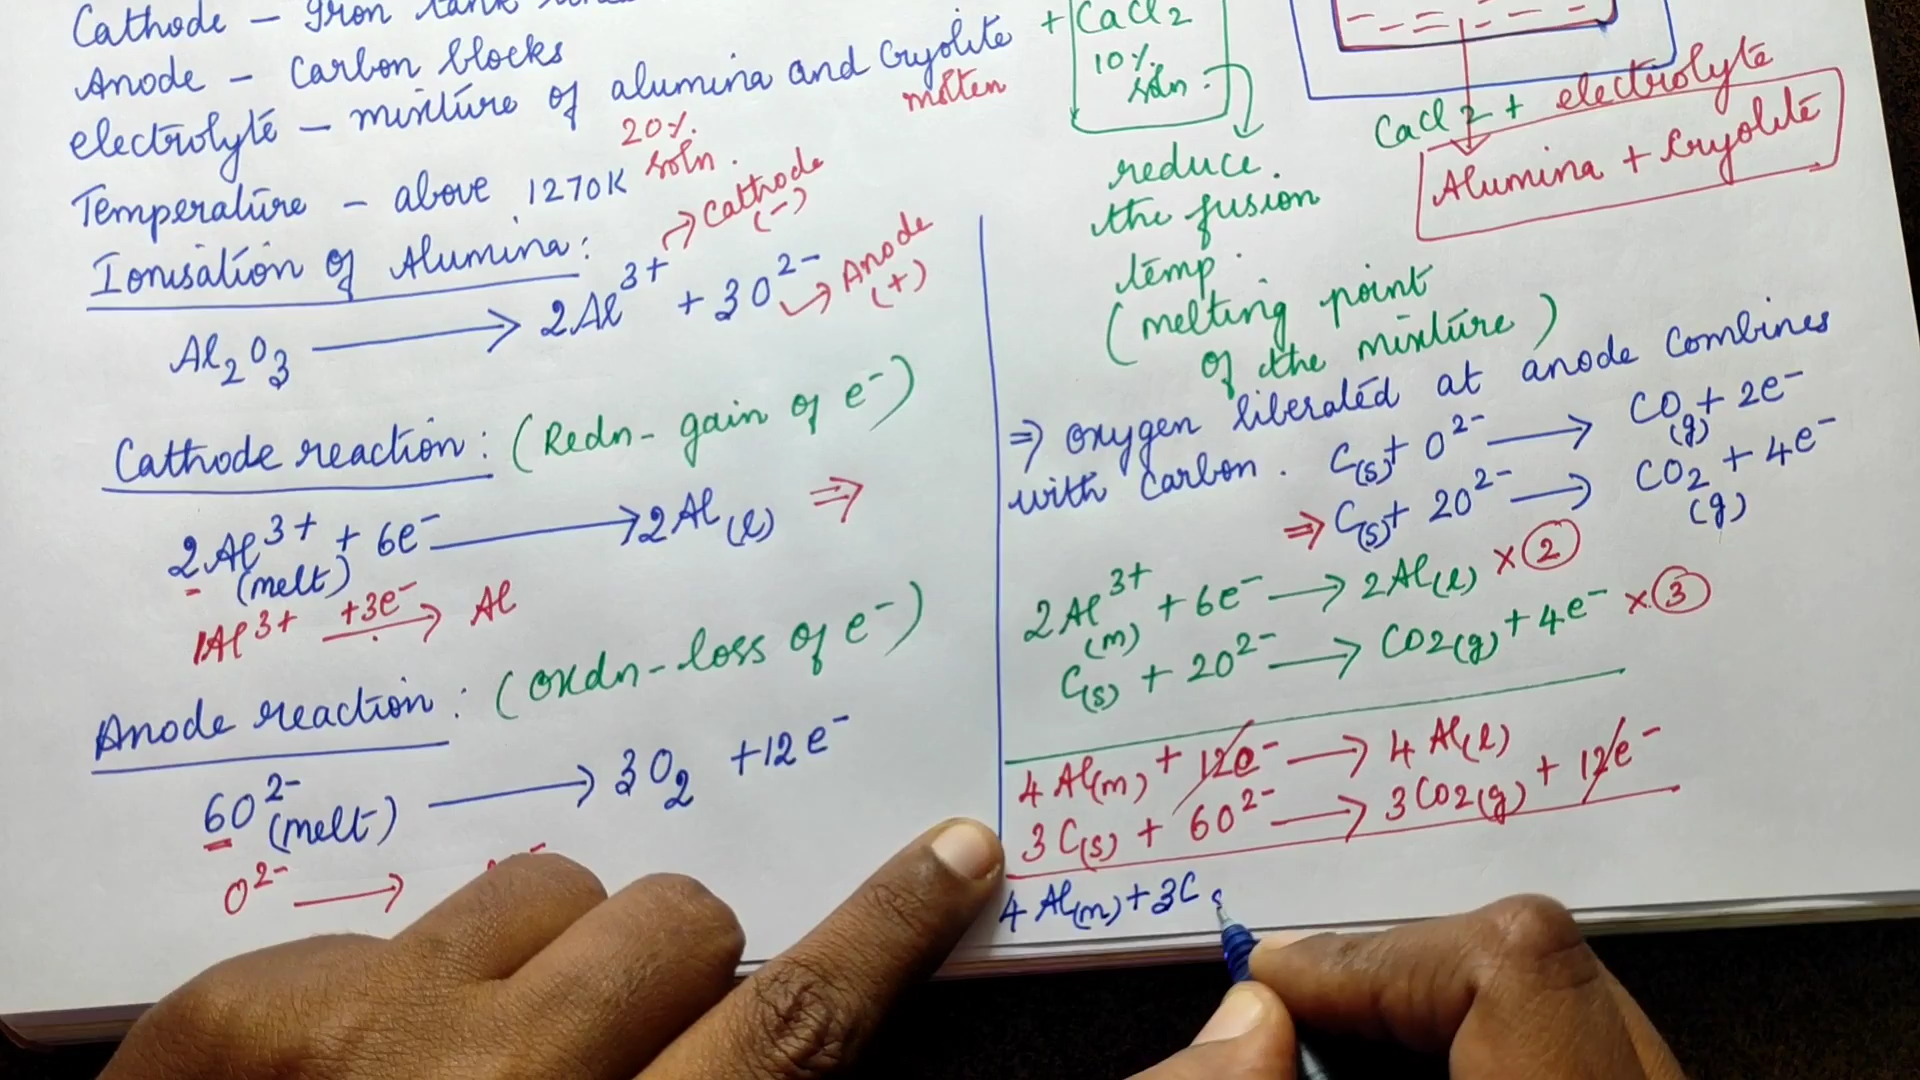 Cathode – Iron tank
Anode – Carbon blocks
electrolyte – mixture of alumina and Cryolite + CaCl2
molten
20%. soln.
10%. soln.
Temperature – above 1270K
Ionisation of Alumina:
Al2O3 ⟶ 2Al³⁺ + 3O²⁻
→ Cathode (–)
→ Anode (+)
Cathode reaction: (Redn - gain of e⁻)
2Al³⁺ + 6e⁻ ⟶ 2Al(l) ⇒
(melt)
1Al³⁺ +3e⁻ ⟶ Al
Anode reaction: (Oxdn - loss of e⁻)
6O²⁻ (melt) ⟶ 3O2 + 12e⁻
O²⁻ ⟶
reduce
the fusion
temp.
(melting point
of the mixture)
CaCl2 + electrolyte
Alumina + Cryolite
⇒ oxygen liberated at anode Combines
with Carbon. C(s) + O²⁻ ⟶ CO(g) + 2e⁻
⇒ C(s) + 2O²⁻ ⟶ CO2(g) + 4e⁻
2Al³⁺(m) + 6e⁻ ⟶ 2Al(l) × 2
C(s) + 2O²⁻ ⟶ CO2(g) + 4e⁻ × 3
4Al(m) + 12e⁻ ⟶ 4Al(l)
3C(s) + 6O²⁻ ⟶ 3CO2(g) + 12e⁻
4Al(m) + 3C